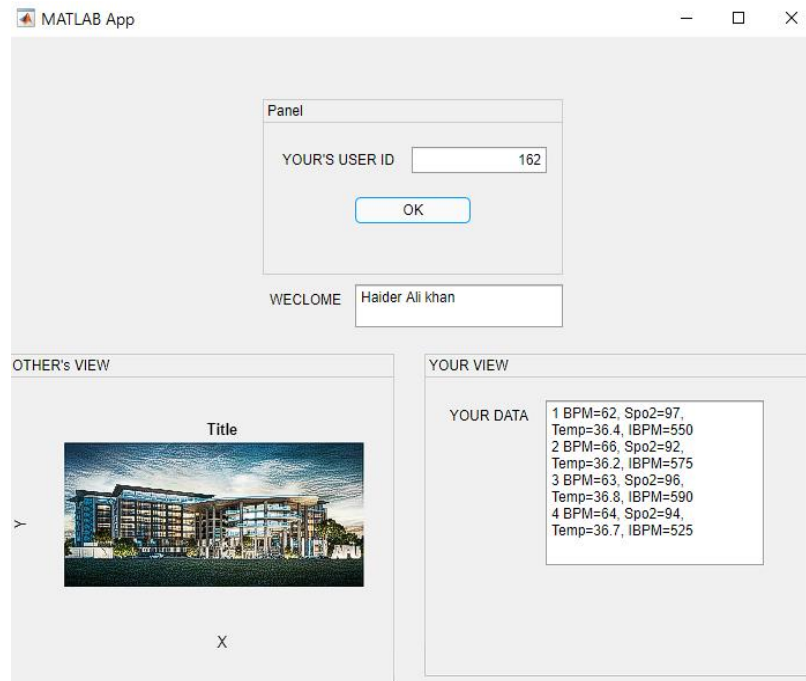 MATLAB App
Panel
YOUR'S USER ID 162
OK
WECLOME Haider Ali khan
OTHER's VIEW
Title
Y
APU
X
YOUR VIEW
YOUR DATA
1 BPM=62, Spo2=97,
Temp=36.4, IBPM=550
2 BPM=66, Spo2=92,
Temp=36.2, IBPM=575
3 BPM=63, Spo2=96,
Temp=36.8, IBPM=590
4 BPM=64, Spo2=94,
Temp=36.7, IBPM=525